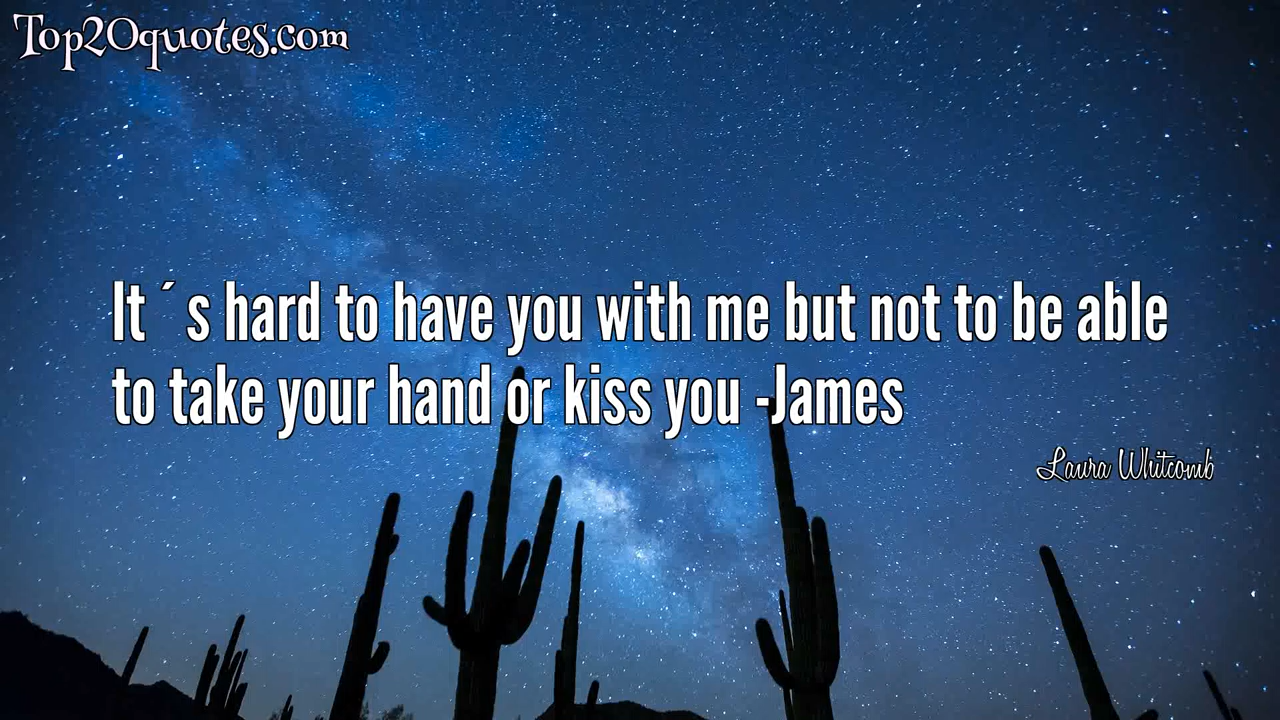 Top20quotes.com
It ´ s hard to have you with me but not to be able
to take your hand or kiss you -James
Laura Whitcomb